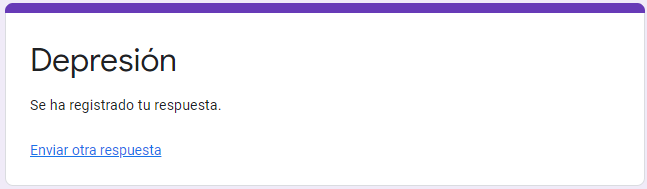 Depresión
Se ha registrado tu respuesta.
Enviar otra respuesta